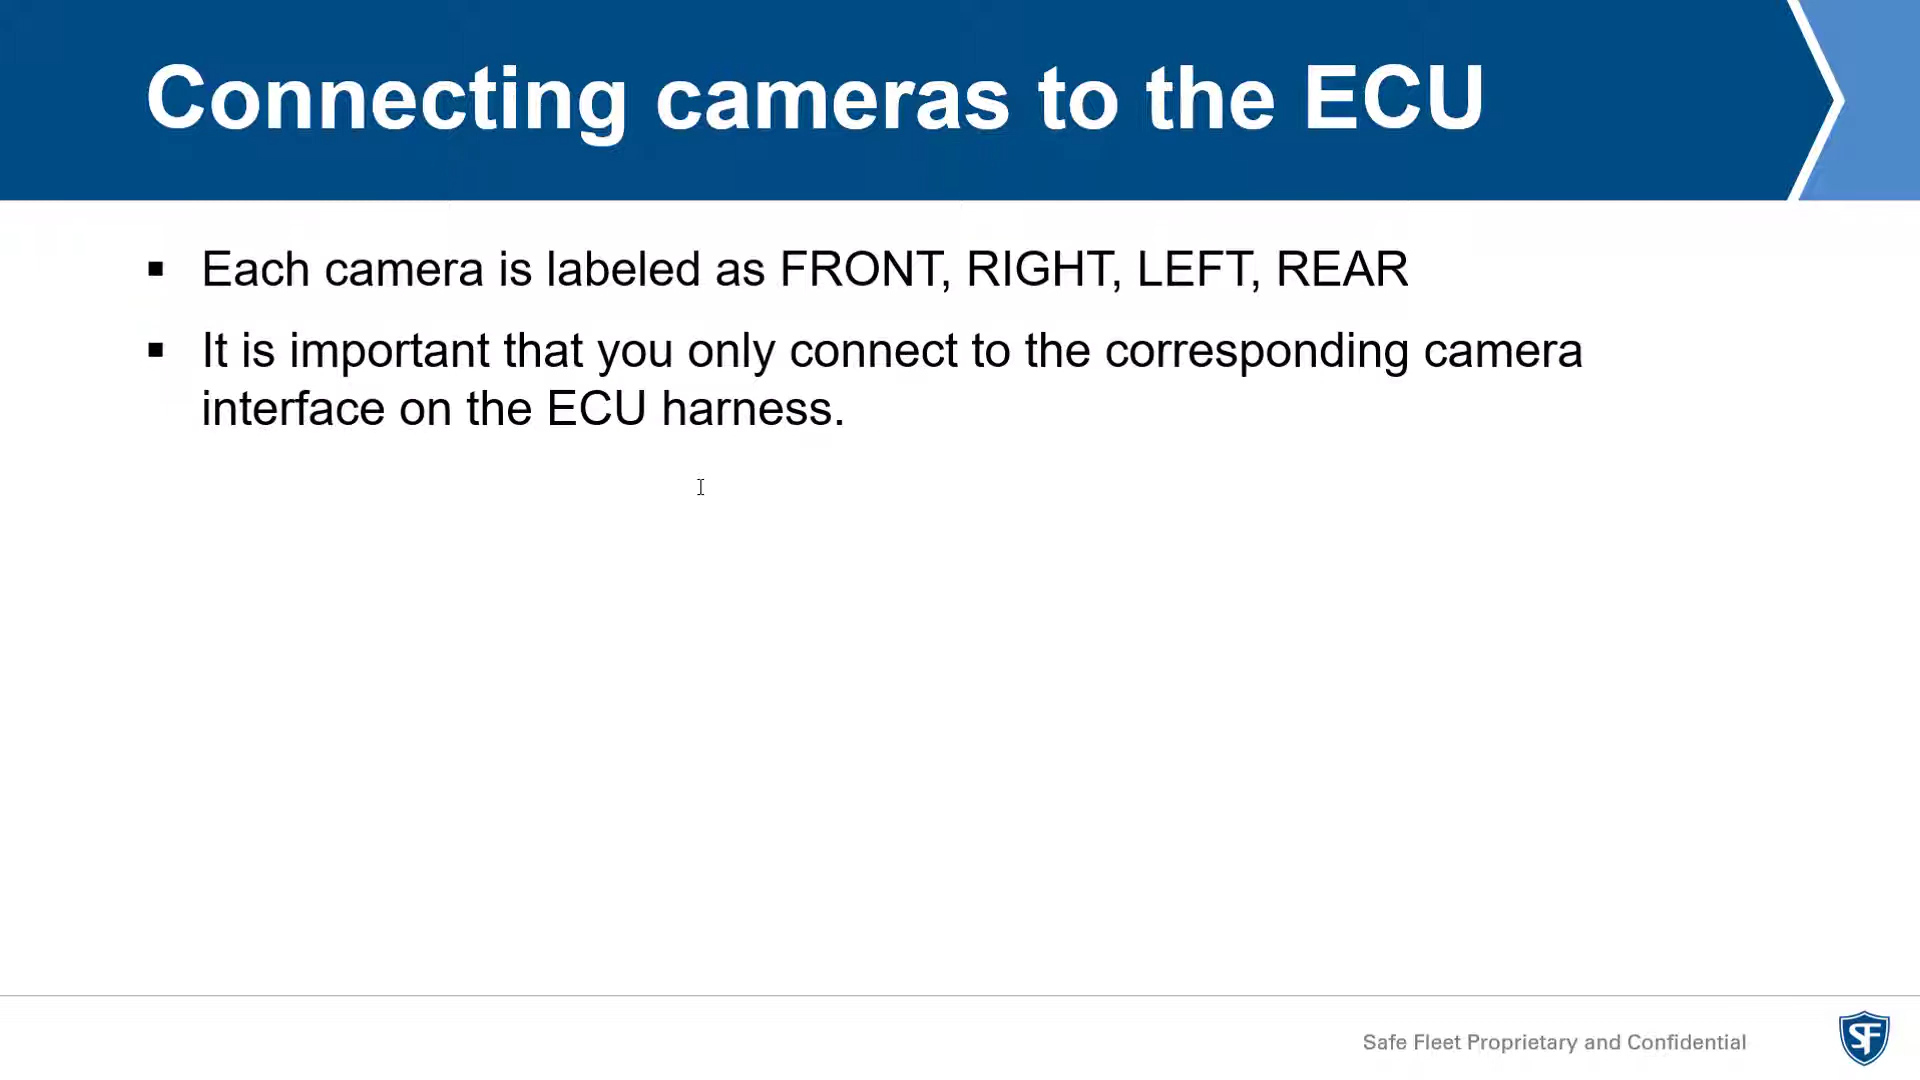 Connecting cameras to the ECU
▪ Each camera is labeled as FRONT, RIGHT, LEFT, REAR
▪ It is important that you only connect to the corresponding camera
interface on the ECU harness.
Safe Fleet Proprietary and Confidential
SF